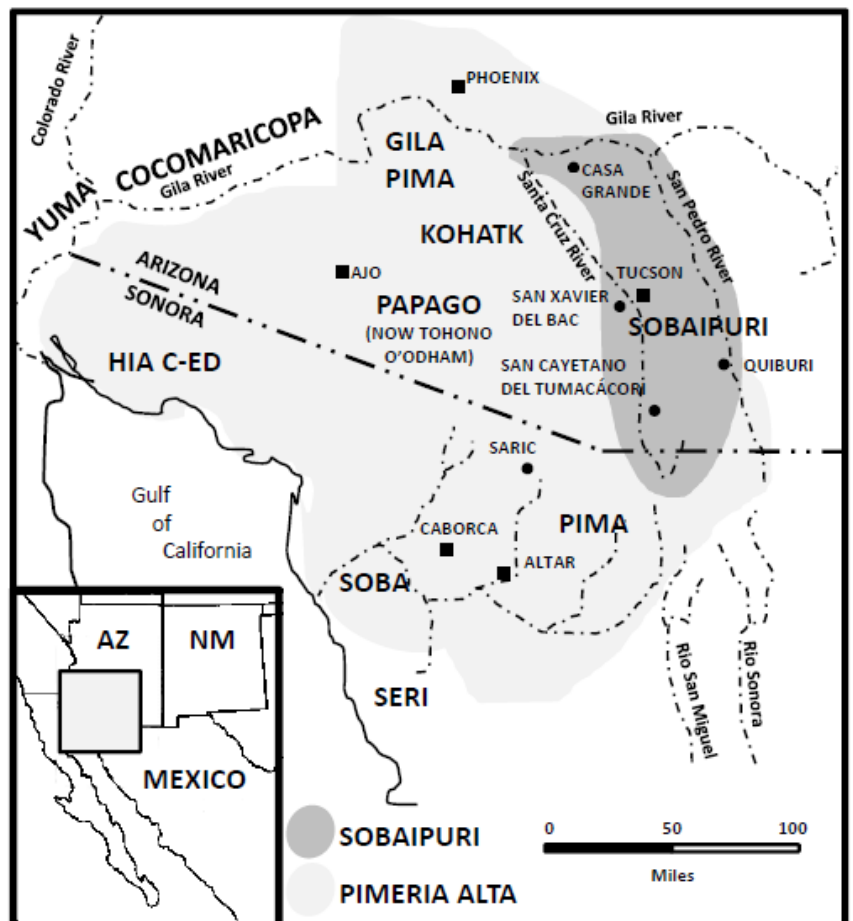 PHOENIX
Colorado River
Gila River
COCOMARICOPA
Gila River
GILA
PIMA
CASA
GRANDE
YUMA
Santa Cruz River
San Pedro River
KOHATK
ARIZONA
SONORA
AJO
TUCSON
PAPAGO
(NOW TOHONO
O'ODHAM)
SAN XAVIER
DEL BAC
SOBAIPURI
HIA C-ED
SAN CAYETANO
DEL TUMACÁCORI
QUIBURI
SARIC
Gulf
of
California
PIMA
CABORCA
ALTAR
SOBA
AZ
NM
SERI
Rio San Miguel
Rio Sonora
MEXICO
SOBAIPURI
PIMERIA ALTA
0 50 100
Miles